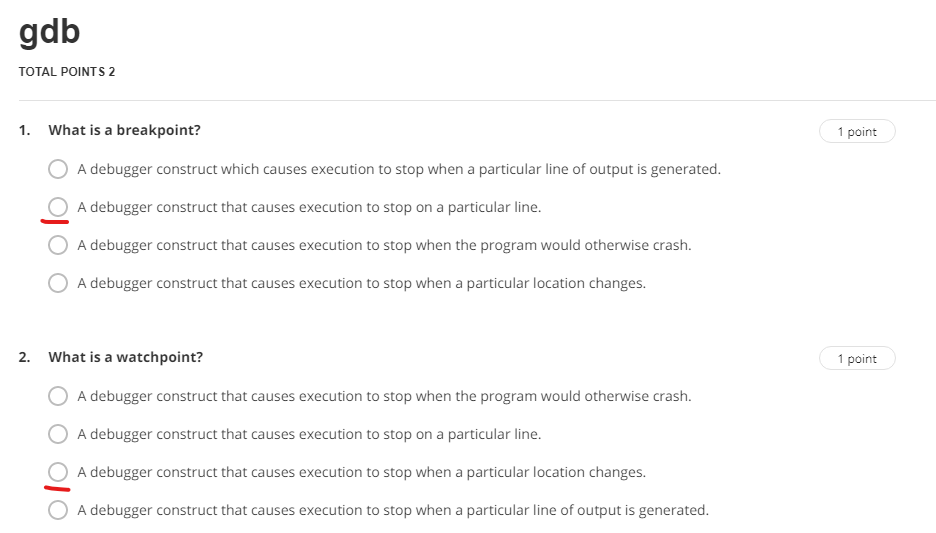 gdb
TOTAL POINTS 2
1. What is a breakpoint? 1 point
A debugger construct which causes execution to stop when a particular line of output is generated.
A debugger construct that causes execution to stop on a particular line.
A debugger construct that causes execution to stop when the program would otherwise crash.
A debugger construct that causes execution to stop when a particular location changes.
2. What is a watchpoint? 1 point
A debugger construct that causes execution to stop when the program would otherwise crash.
A debugger construct that causes execution to stop on a particular line.
A debugger construct that causes execution to stop when a particular location changes.
A debugger construct that causes execution to stop when a particular line of output is generated.